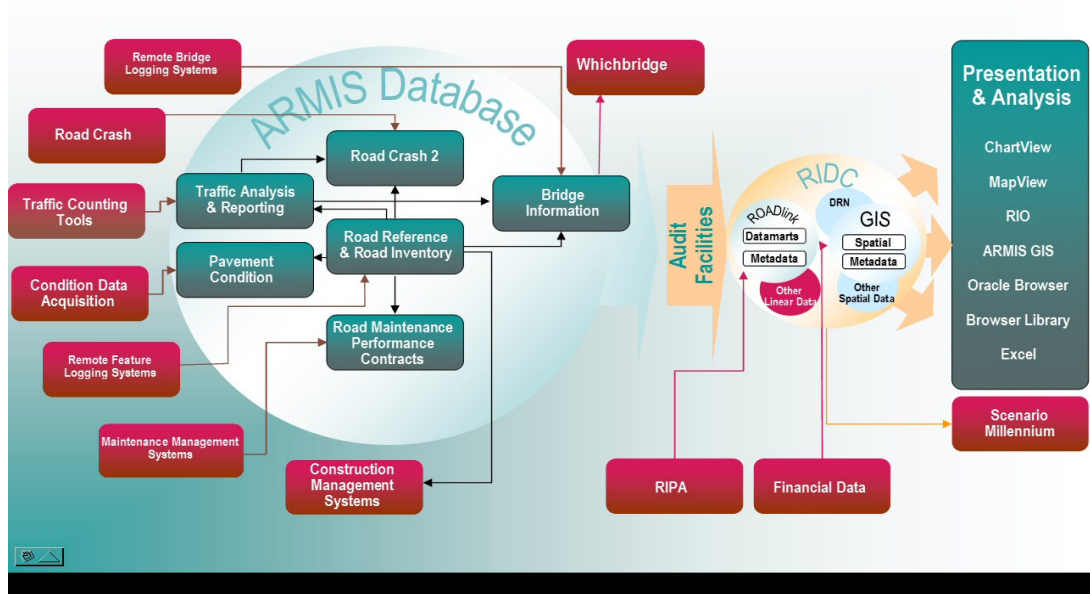 Remote Bridge
Logging Systems
Whichbridge
Presentation
& Analysis
ChartView
MapView
RIO
ARMIS GIS
Oracle Browser
Browser Library
Excel
ARMIS Database
Road Crash
Road Crash 2
Traffic Counting
Tools
Traffic Analysis
& Reporting
Bridge
Information
Road Reference
& Road Inventory
Pavement
Condition
Condition Data
Acquisition
Road Maintenance
Performance
Contracts
Remote Feature
Logging Systems
Maintenance Management
Systems
Construction
Management
Systems
Audit
Facilities
RIDC
ROADlink
Datamarts
Metadata
Other
Linear Data
DRN
GIS
Spatial
Metadata
Other
Spatial Data
Scenario
Millennium
RIPA
Financial Data